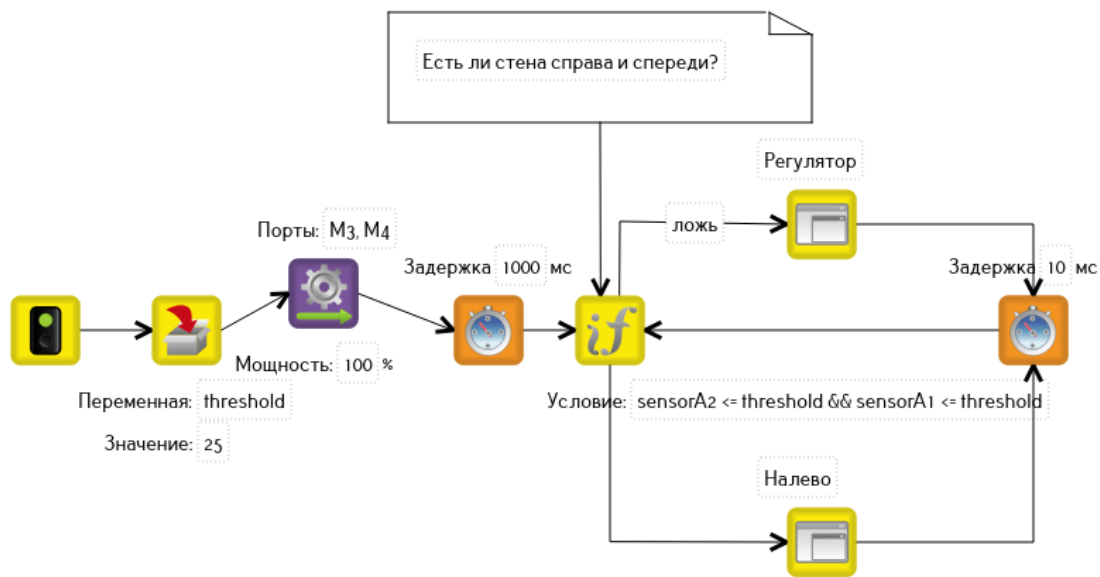 Есть ли стена справа и спереди?
Регулятор
ложь
Порты: M3, M4
Задержка 1000 мс
Задержка 10 мс
if
Мощность: 100 %
Переменная: threshold
Условие: sensorA2 <= threshold && sensorA1 <= threshold
Значение: 25
Налево